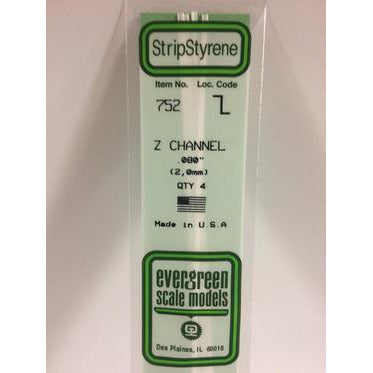 StripStyrene
Item No. Loc. Code
752
Z CHANNEL
.080"
(2,0mm)
QTY 4
Made in U.S.A
evergreen
scale models
Des Plaines, IL 60018